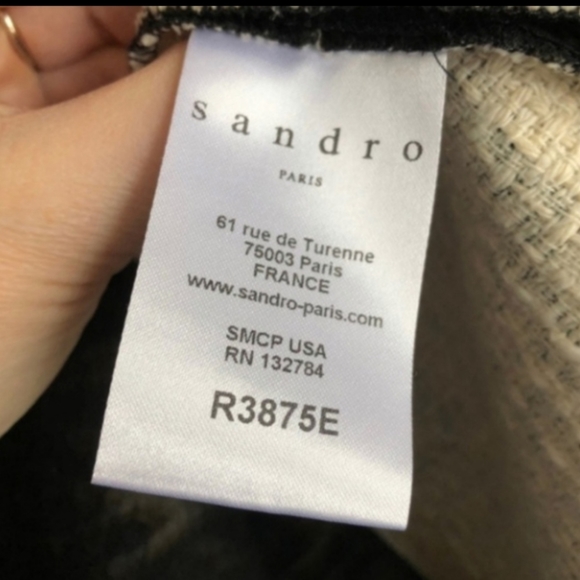 sandro
PARIS
61 rue de Turenne
75003 Paris
FRANCE
www.sandro-paris.com
SMCP USA
RN 132784
R3875E